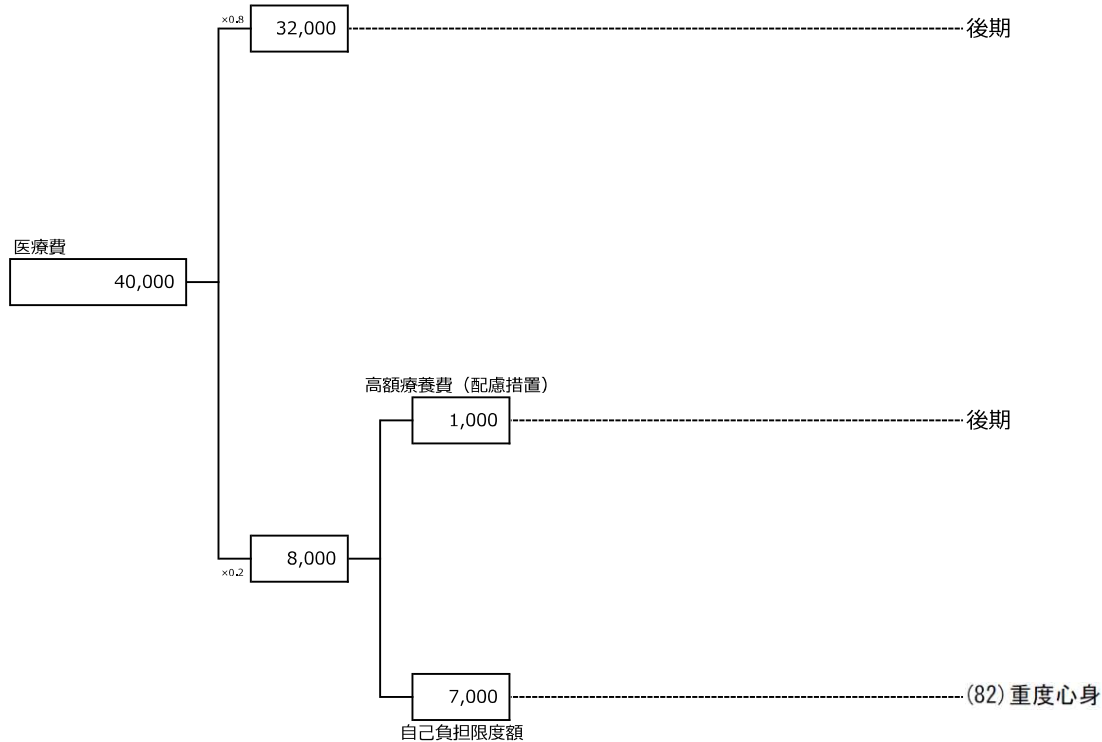 ×0.8
32,000
後期
医療費
40,000
高額療養費（配慮措置）
1,000
後期
8,000
×0.2
7,000
(82)重度心身
自己負担限度額